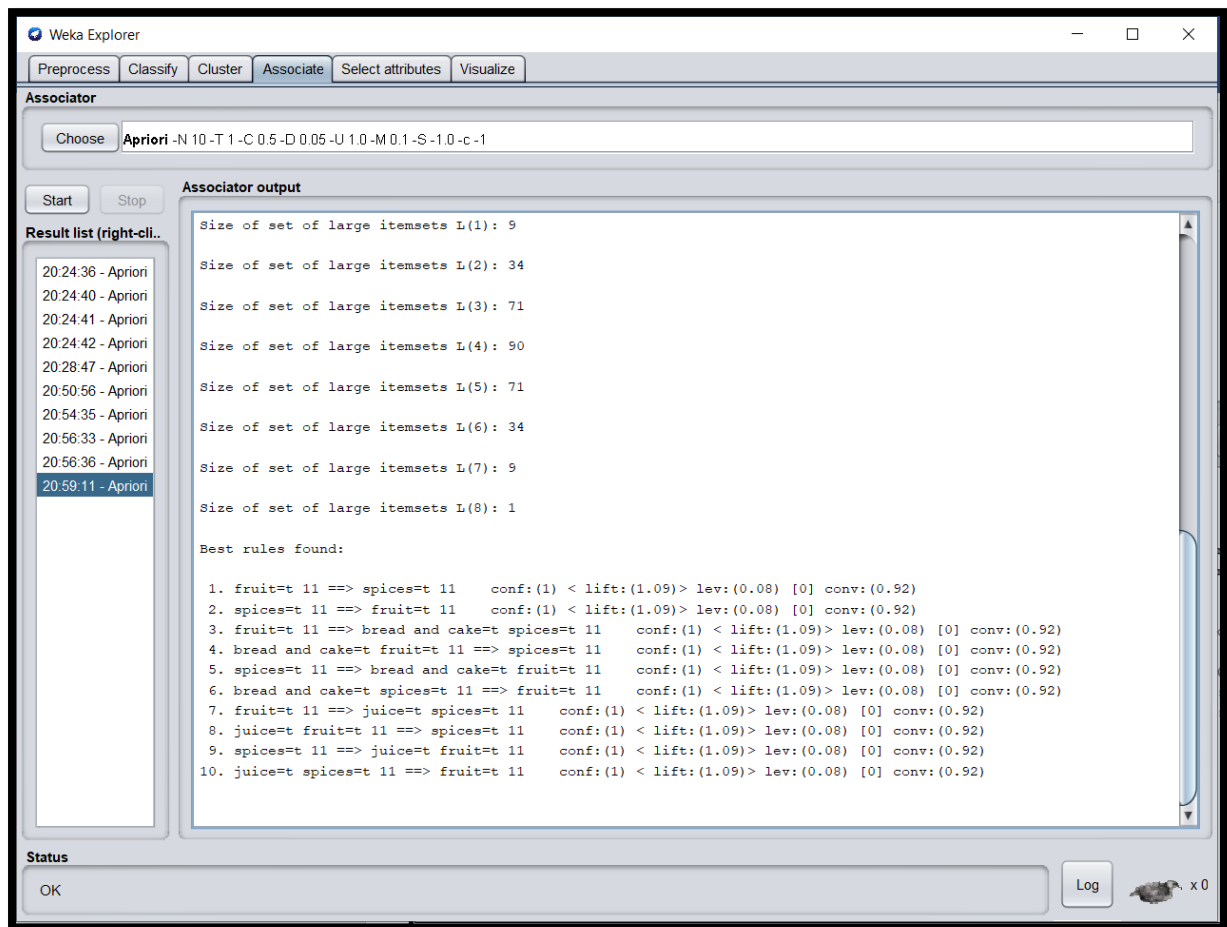 Weka Explorer
Preprocess Classify Cluster Associate Select attributes Visualize
Associator
Choose Apriori -N 10 -T 1 -C 0.5 -D 0.05 -U 1.0 -M 0.1 -S -1.0 -c -1
Start Stop
Result list (right-cli..
20:24:36 - Apriori
20:24:40 - Apriori
20:24:41 - Apriori
20:24:42 - Apriori
20:28:47 - Apriori
20:50:56 - Apriori
20:54:35 - Apriori
20:56:33 - Apriori
20:56:36 - Apriori
20:59:11 - Apriori
Associator output
Size of set of large itemsets L(1): 9
Size of set of large itemsets L(2): 34
Size of set of large itemsets L(3): 71
Size of set of large itemsets L(4): 90
Size of set of large itemsets L(5): 71
Size of set of large itemsets L(6): 34
Size of set of large itemsets L(7): 9
Size of set of large itemsets L(8): 1
Best rules found:
1. fruit=t 11 ==> spices=t 11 conf:(1) < lift:(1.09)> lev:(0.08) [0] conv:(0.92)
2. spices=t 11 ==> fruit=t 11 conf:(1) < lift:(1.09)> lev:(0.08) [0] conv:(0.92)
3. fruit=t 11 ==> bread and cake=t spices=t 11 conf:(1) < lift:(1.09)> lev:(0.08) [0] conv:(0.92)
4. bread and cake=t fruit=t 11 ==> spices=t 11 conf:(1) < lift:(1.09)> lev:(0.08) [0] conv:(0.92)
5. spices=t 11 ==> bread and cake=t fruit=t 11 conf:(1) < lift:(1.09)> lev:(0.08) [0] conv:(0.92)
6. bread and cake=t spices=t 11 ==> fruit=t 11 conf:(1) < lift:(1.09)> lev:(0.08) [0] conv:(0.92)
7. fruit=t 11 ==> juice=t spices=t 11 conf:(1) < lift:(1.09)> lev:(0.08) [0] conv:(0.92)
8. juice=t fruit=t 11 ==> spices=t 11 conf:(1) < lift:(1.09)> lev:(0.08) [0] conv:(0.92)
9. spices=t 11 ==> juice=t fruit=t 11 conf:(1) < lift:(1.09)> lev:(0.08) [0] conv:(0.92)
10. juice=t spices=t 11 ==> fruit=t 11 conf:(1) < lift:(1.09)> lev:(0.08) [0] conv:(0.92)
Status
OK
Log x 0